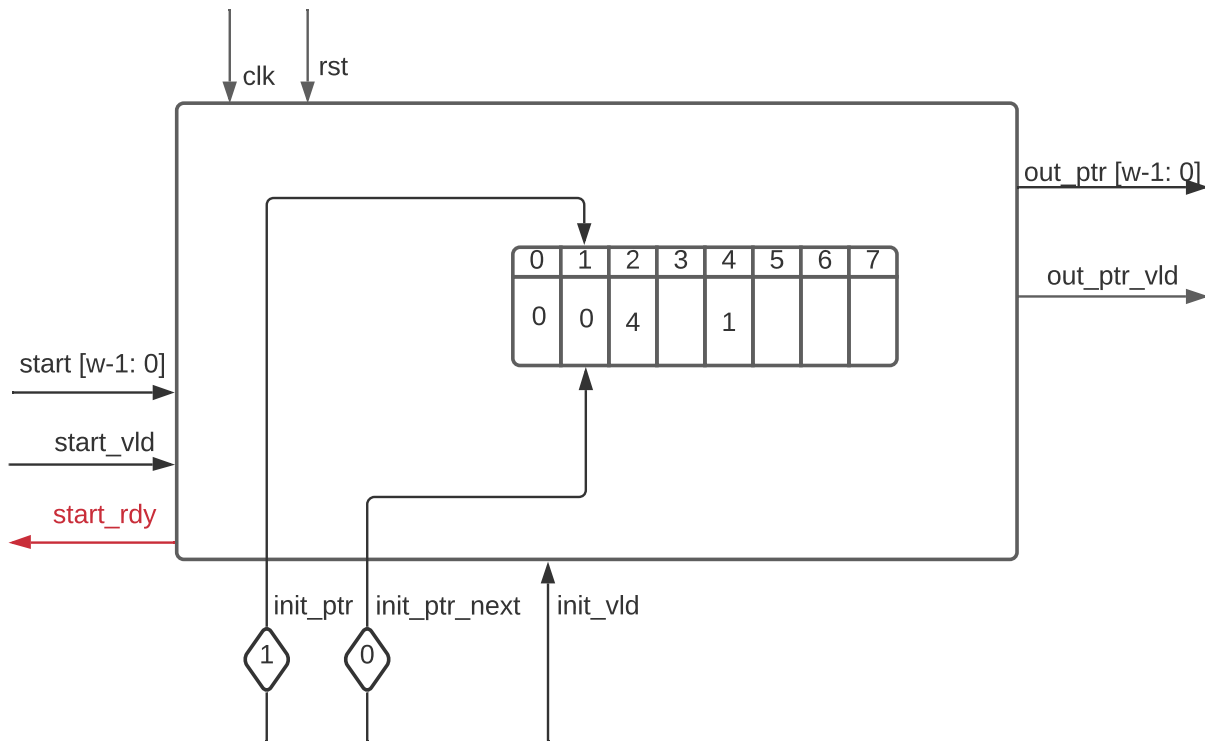 clk
rst
out_ptr [w-1: 0]
0 1 2 3 4 5 6 7
0 0 4 1
out_ptr_vld
start [w-1: 0]
start_vld
start_rdy
init_ptr
init_ptr_next
init_vld
1
0